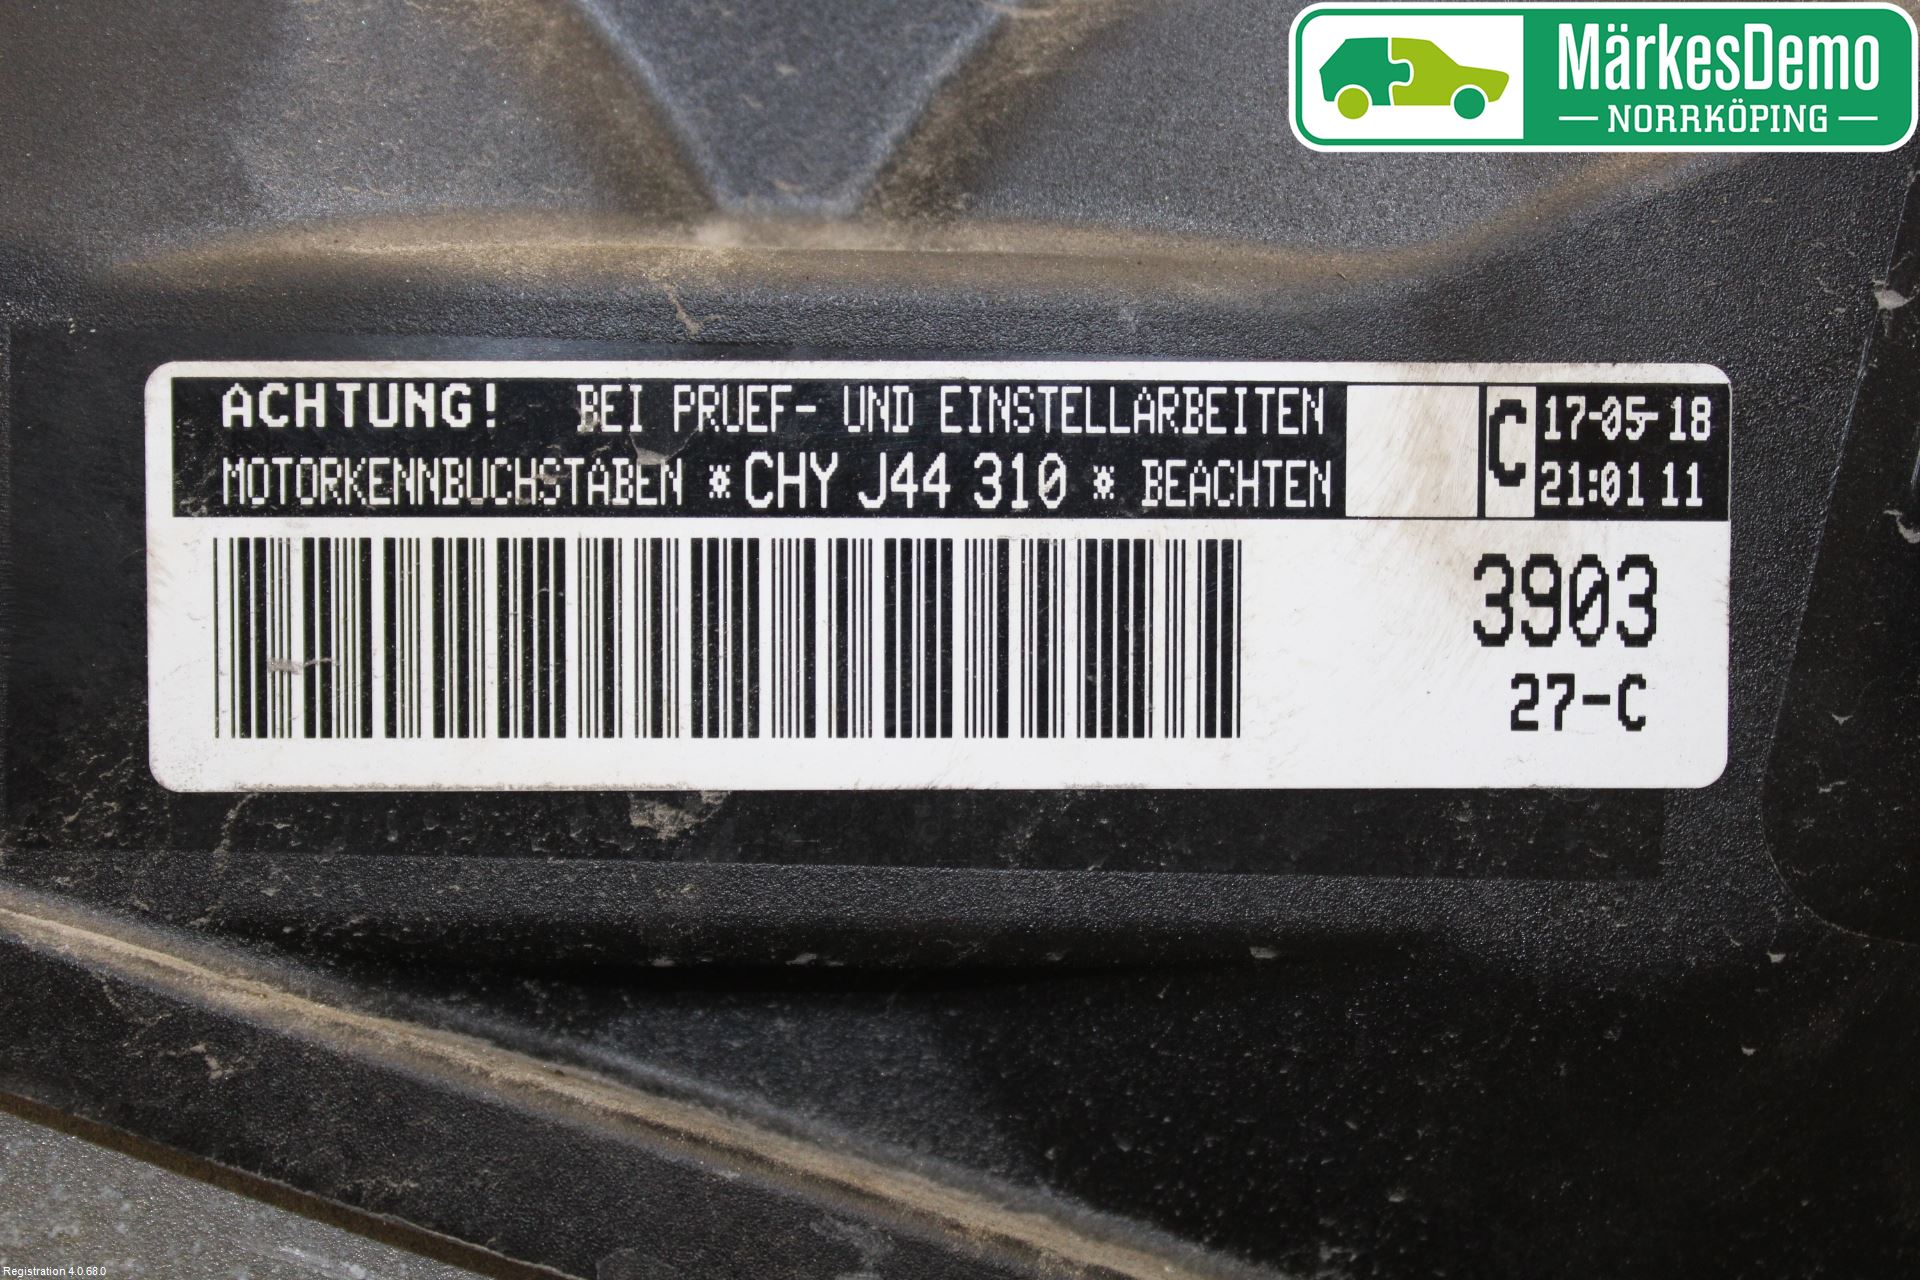 MärkesDemo
NORRKÖPING
ACHTUNG! BEI PRUEF- UND EINSTELLARBEITEN
MOTORKENNBUCHSTABEN *CHY J44 310 * BEACHTEN
C
17-05-18
21:01 11
3903
27-C
Registration 4.0.68.0